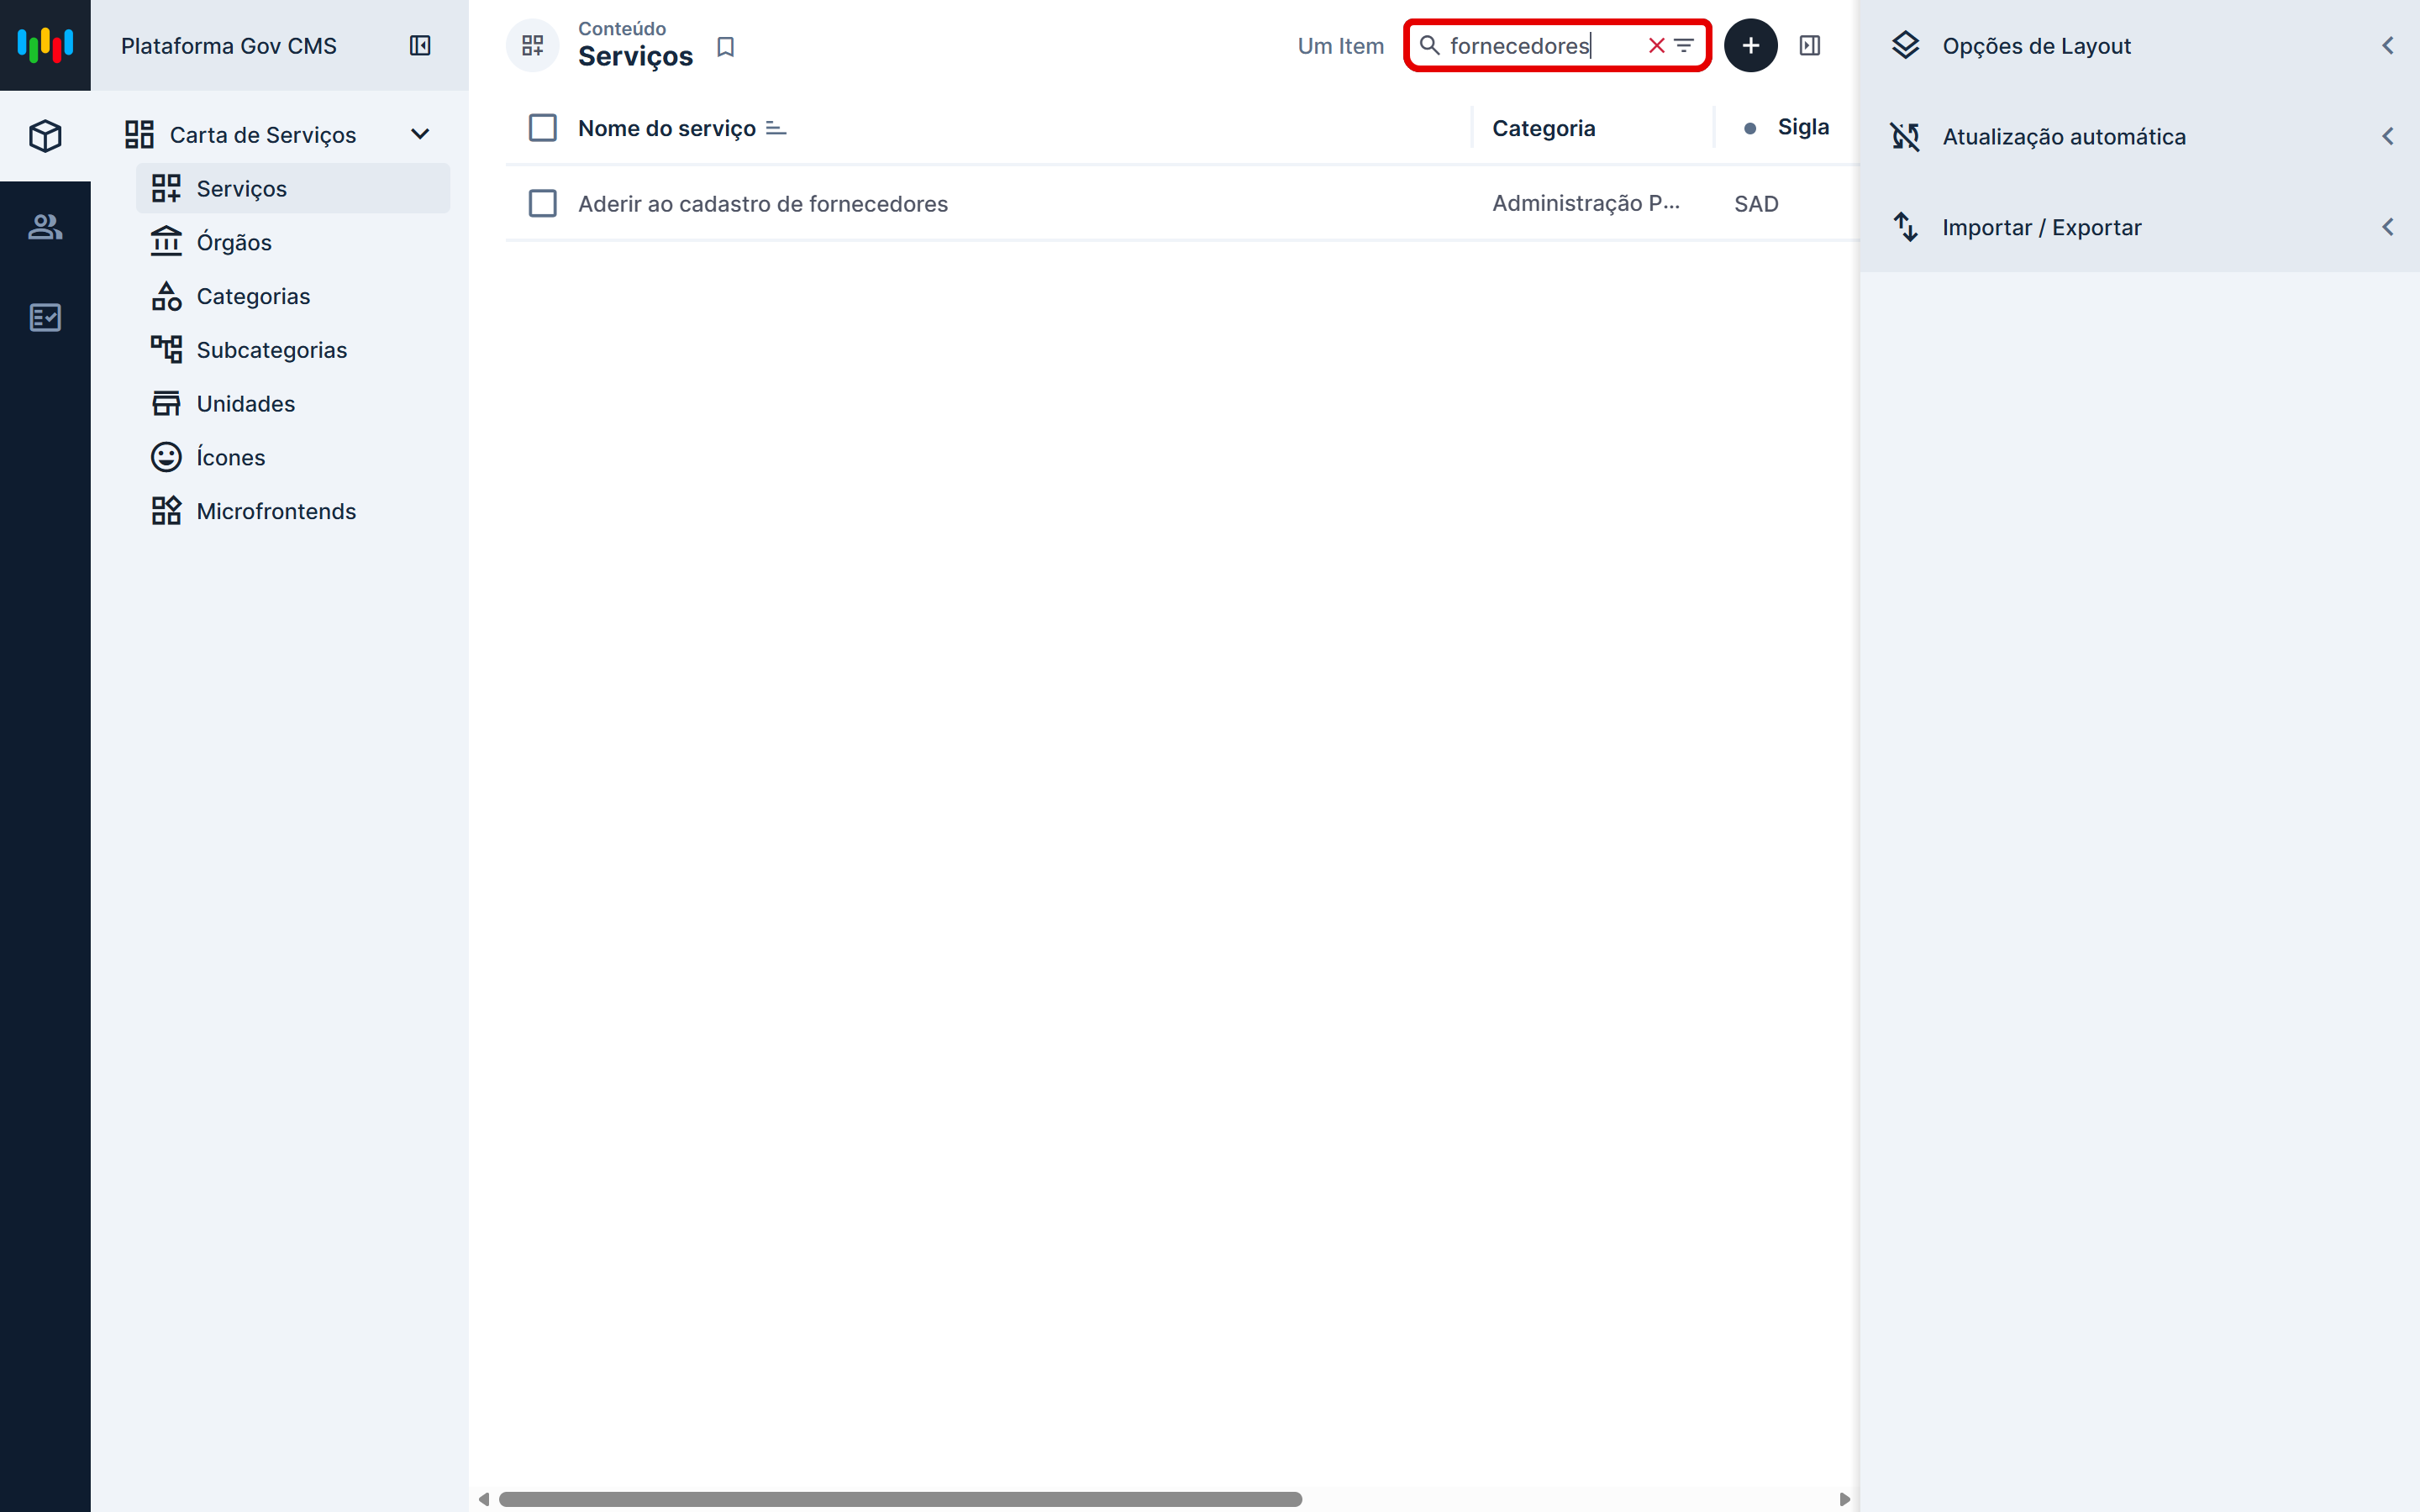 Plataforma Gov CMS
Carta de Serviços
Serviços
Órgãos
Categorias
Subcategorias
Unidades
Ícones
Microfrontends
Conteúdo
Serviços
Um Item
fornecedores
Nome do serviço
Categoria
Sigla
Aderir ao cadastro de fornecedores
Administração P...
SAD
Opções de Layout
Atualização automática
Importar / Exportar